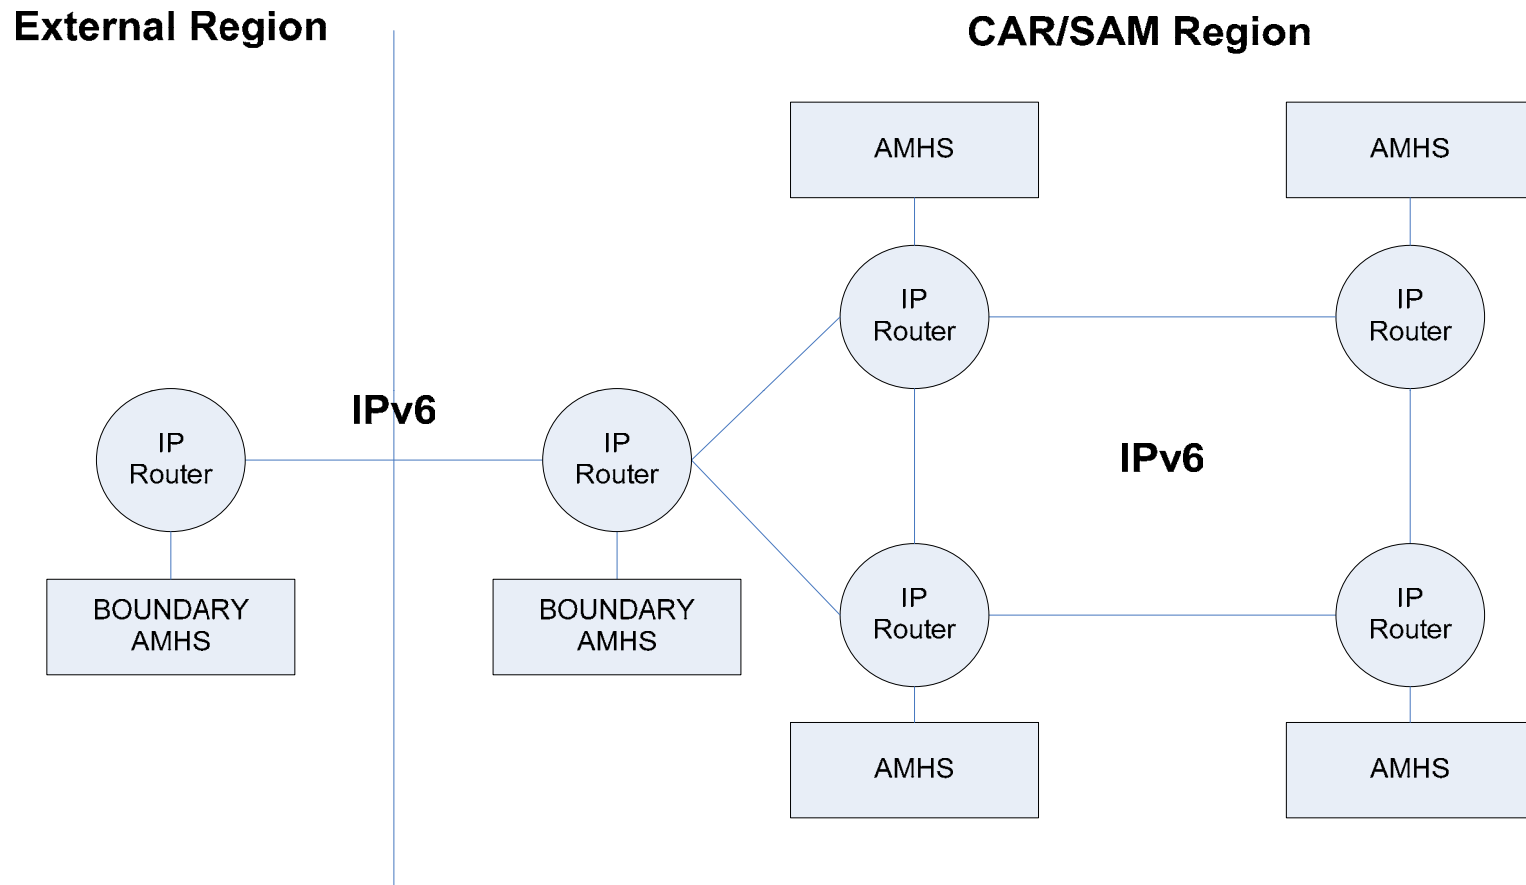 External Region
CAR/SAM Region
AMHS
AMHS
IP
Router
IP
Router
IPv6
IP
Router
IP
Router
IPv6
BOUNDARY
AMHS
BOUNDARY
AMHS
IP
Router
IP
Router
AMHS
AMHS